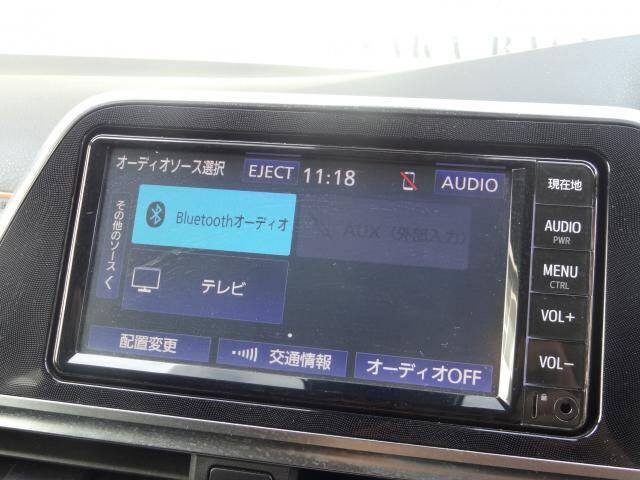 オーディオソース選択 EJECT 11:18 AUDIO
その他のソース く
Bluetoothオーディオ
AUX (外部入力)
テレビ
配置変更 交通情報 オーディオOFF
現在地
AUDIO
PWR
MENU
CTRL
VOL+
VOL-